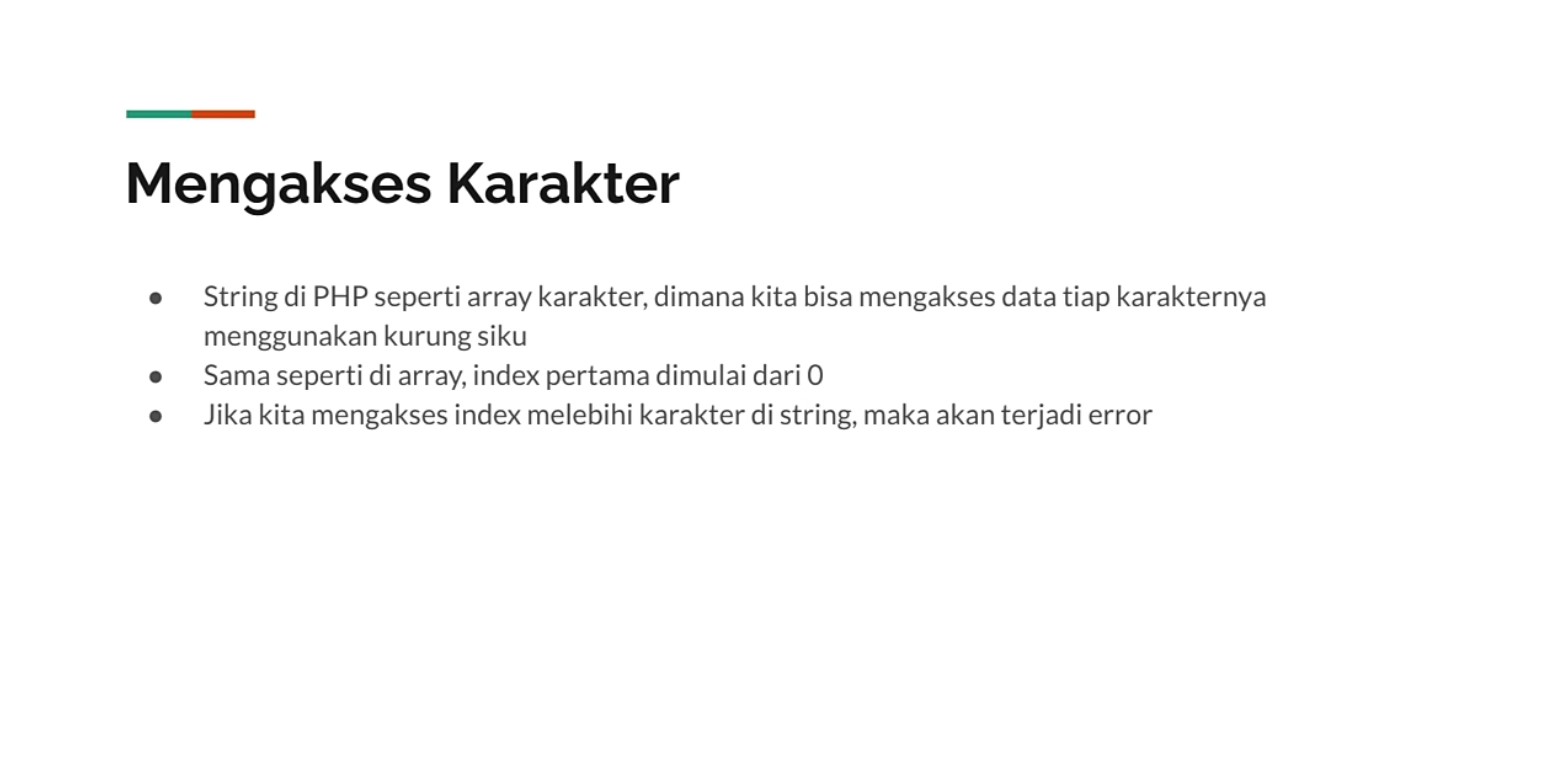 Mengakses Karakter
● String di PHP seperti array karakter, dimana kita bisa mengakses data tiap karakternya
menggunakan kurung siku
● Sama seperti di array, index pertama dimulai dari 0
● Jika kita mengakses index melebihi karakter di string, maka akan terjadi error